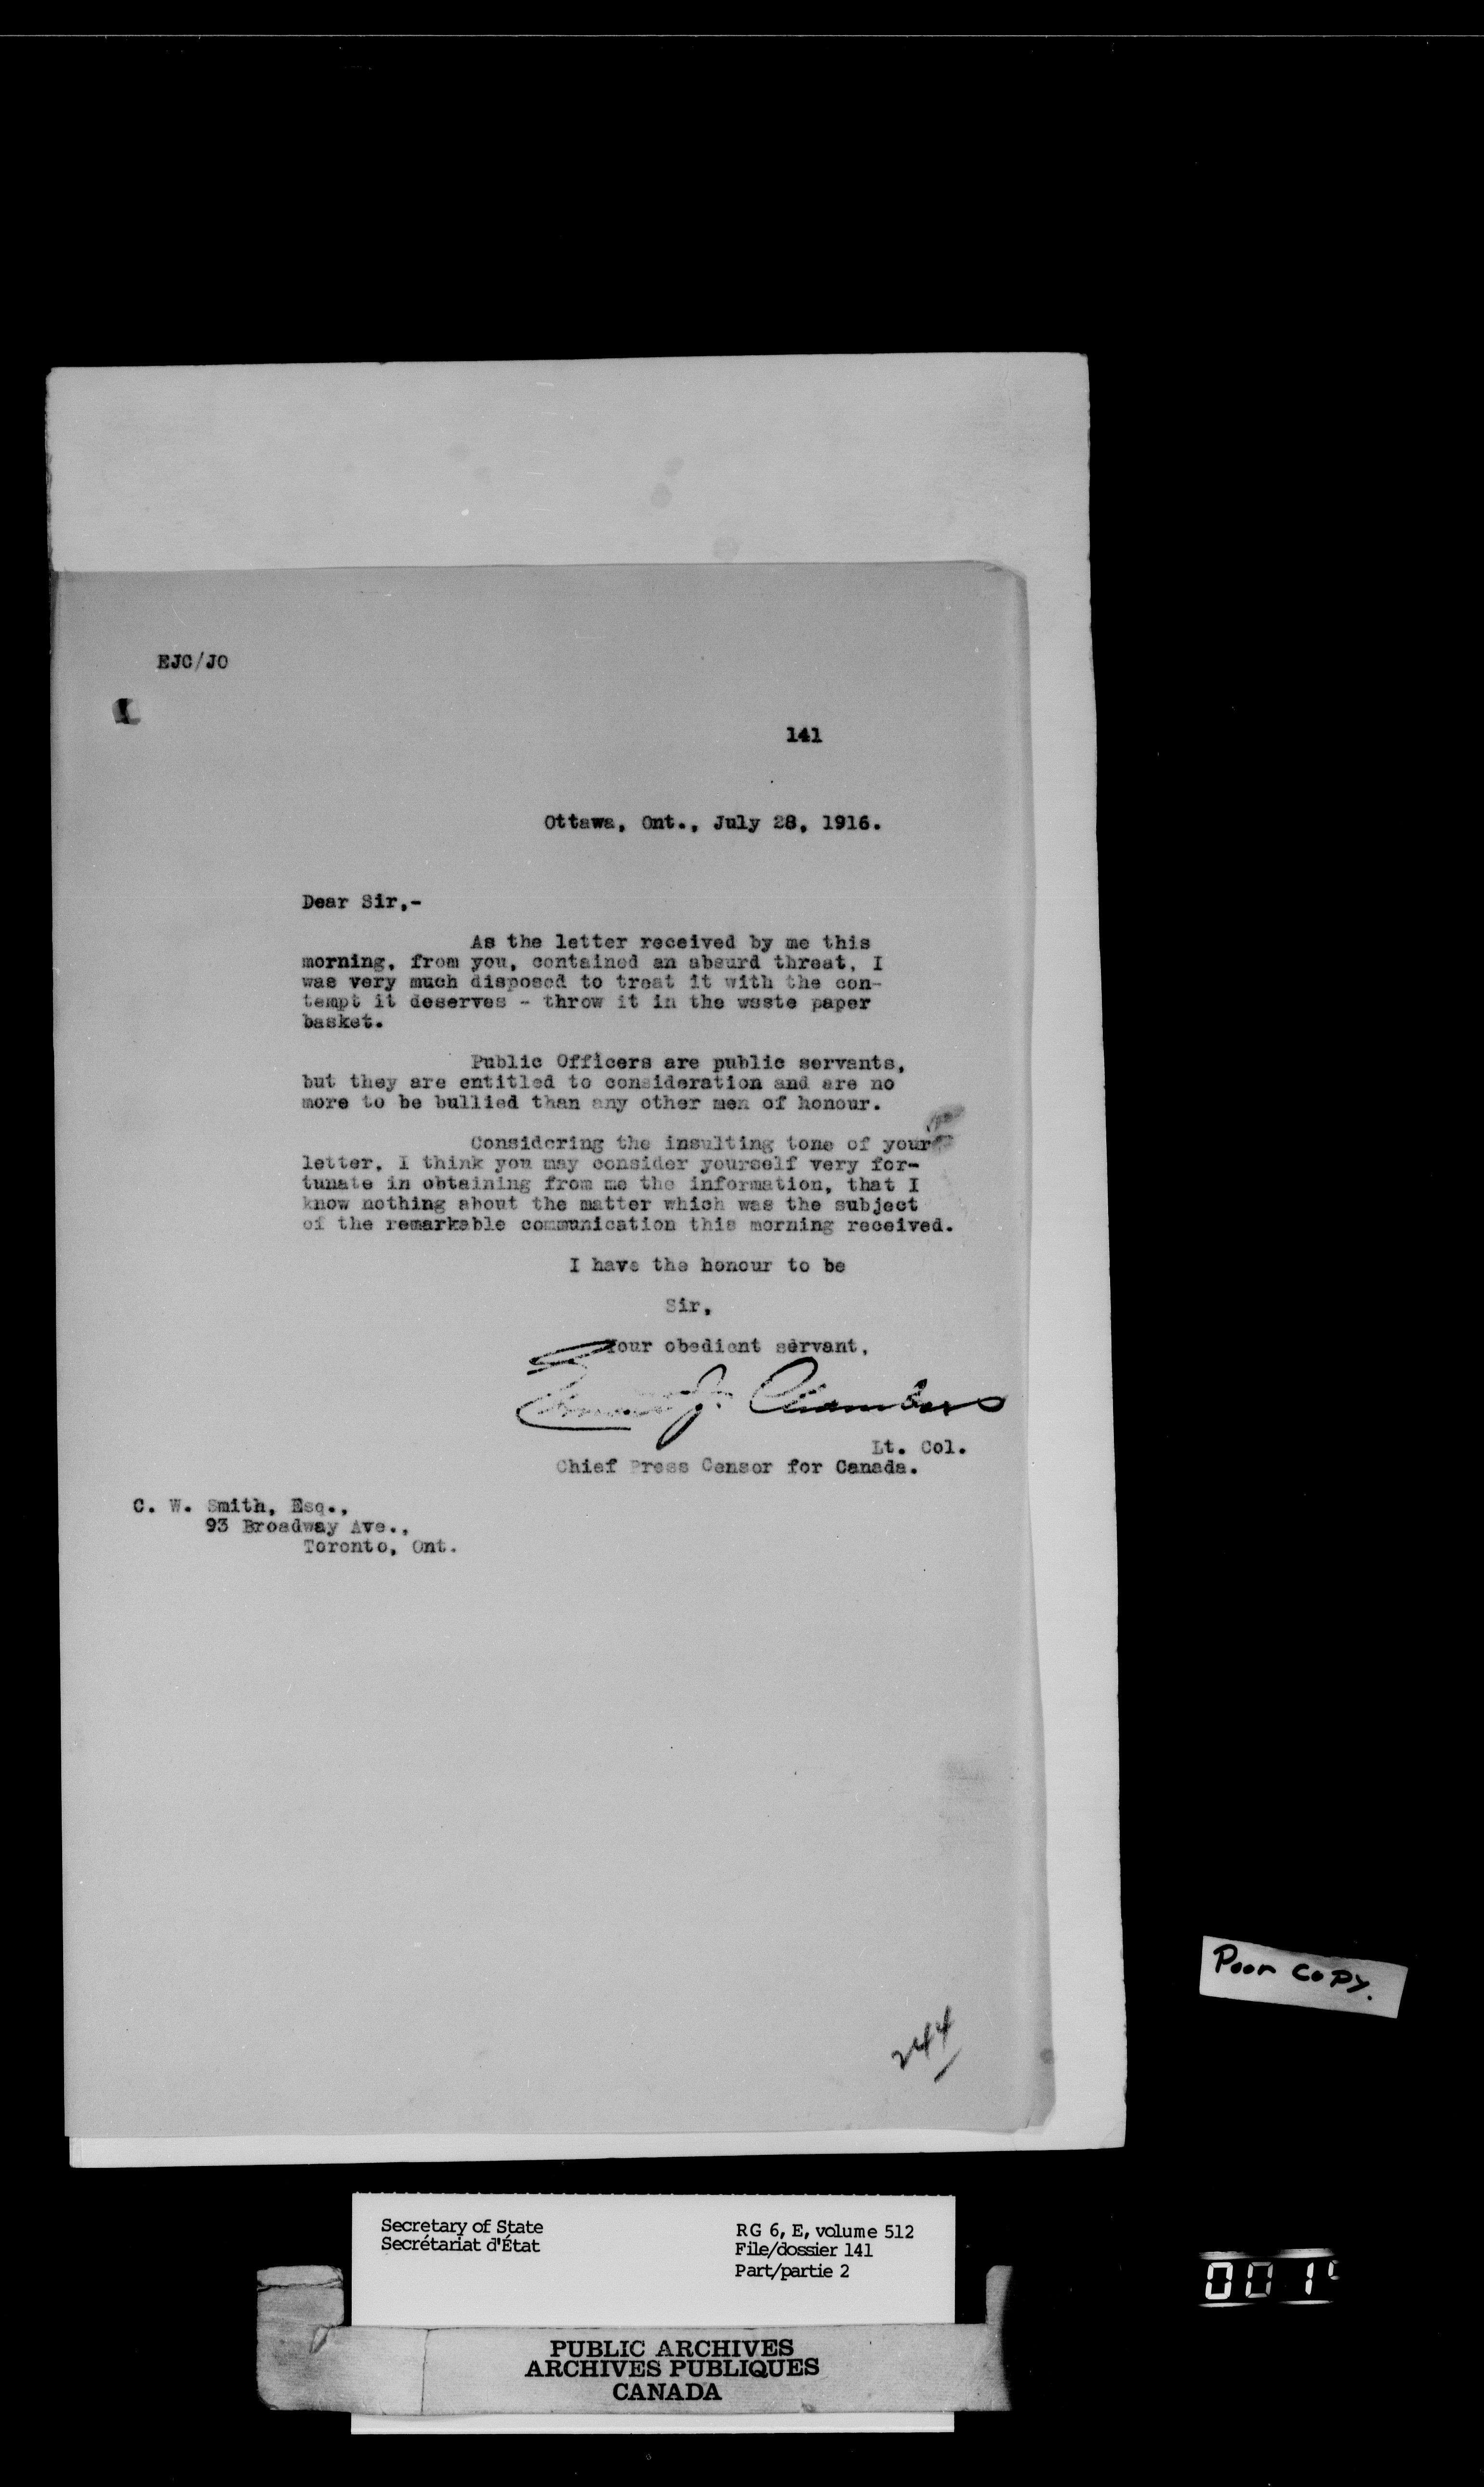 EJC/JO
141
Ottawa, Ont., July 28, 1916.
Dear Sir,-
As the letter received by me this
morning, from you, contained an absurd threat, I
was very much disposed to treat it with the con-
tempt it deserves - throw it in the waste paper
basket.
Public Officers are public servants,
but they are entitled to consideration and are no
more to be bullied than any other men of honour.
Considering the insulting tone of your
letter, I think you may consider yourself very for-
tunate in obtaining from me the information, that I
know nothing about the matter which was the subject
of the remarkable communication this morning received.
I have the honour to be
Sir,
Your obedient servant,
Ernest J. Chambers
Lt. Col.
Chief Press Censor for Canada.
C. W. Smith, Esq.,
93 Broadway Ave.,
Toronto, Ont.
Poor Copy.
244
Secretary of State
Secrétariat d'État
RG 6, E, volume 512
File/dossier 141
Part/partie 2
PUBLIC ARCHIVES
ARCHIVES PUBLIQUES
CANADA
001